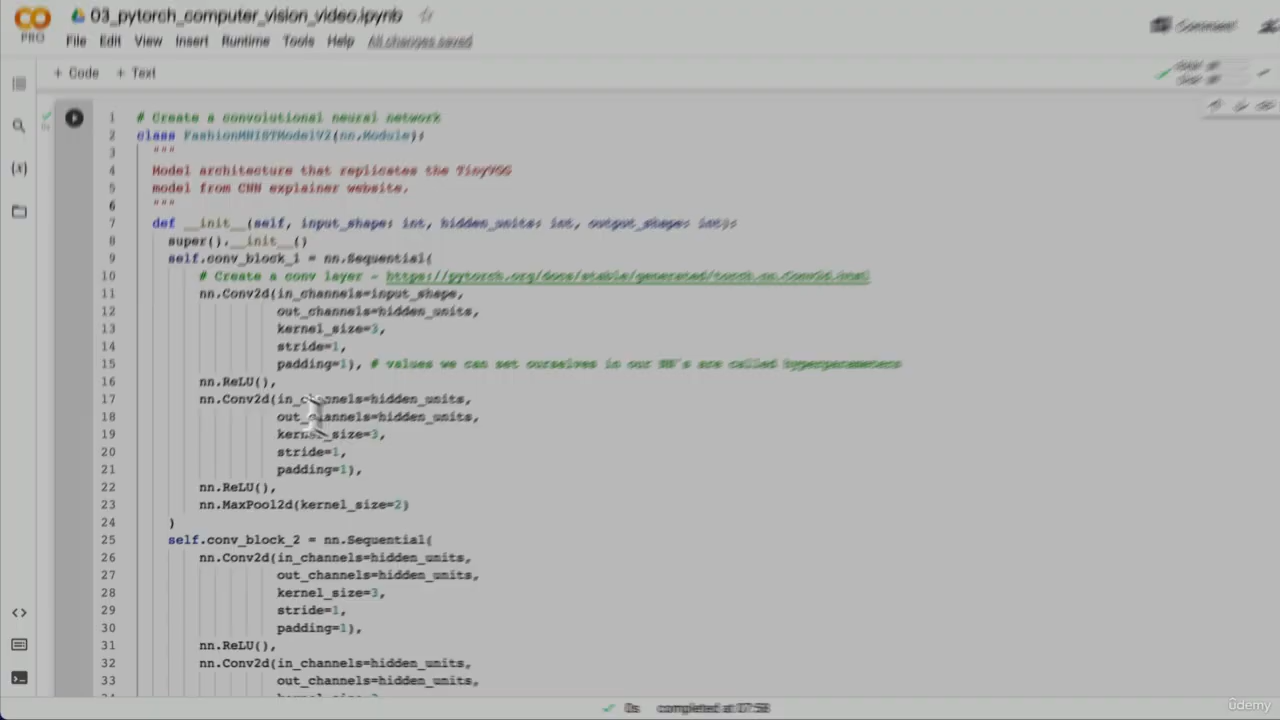 CO PRO
03_pytorch_computer_vision_video.ipynb
File Edit View Insert Runtime Tools Help All changes saved
Comment
+ Code + Text
1 # Create a convolutional neural network
2 class FashionMNISTModelV2(nn.Module):
3 """
4 Model architecture that replicates the TinyVGG
5 model from CNN explainer website.
6 """
7 def __init__(self, input_shape: int, hidden_units: int, output_shape: int):
8 super().__init__()
9 self.conv_block_1 = nn.Sequential(
10 # Create a conv layer - https://pytorch.org/docs/stable/generated/torch.nn.Conv2d.html
11 nn.Conv2d(in_channels=input_shape,
12 out_channels=hidden_units,
13 kernel_size=3,
14 stride=1,
15 padding=1), # values we can set ourselves in our NN's are called hyperparameters
16 nn.ReLU(),
17 nn.Conv2d(in_channels=hidden_units,
18 out_channels=hidden_units,
19 kernel_size=3,
20 stride=1,
21 padding=1),
22 nn.ReLU(),
23 nn.MaxPool2d(kernel_size=2)
24 )
25 self.conv_block_2 = nn.Sequential(
26 nn.Conv2d(in_channels=hidden_units,
27 out_channels=hidden_units,
28 kernel_size=3,
29 stride=1,
30 padding=1),
31 nn.ReLU(),
32 nn.Conv2d(in_channels=hidden_units,
33 out_channels=hidden_units,
0s completed at 07:58
ûdemy